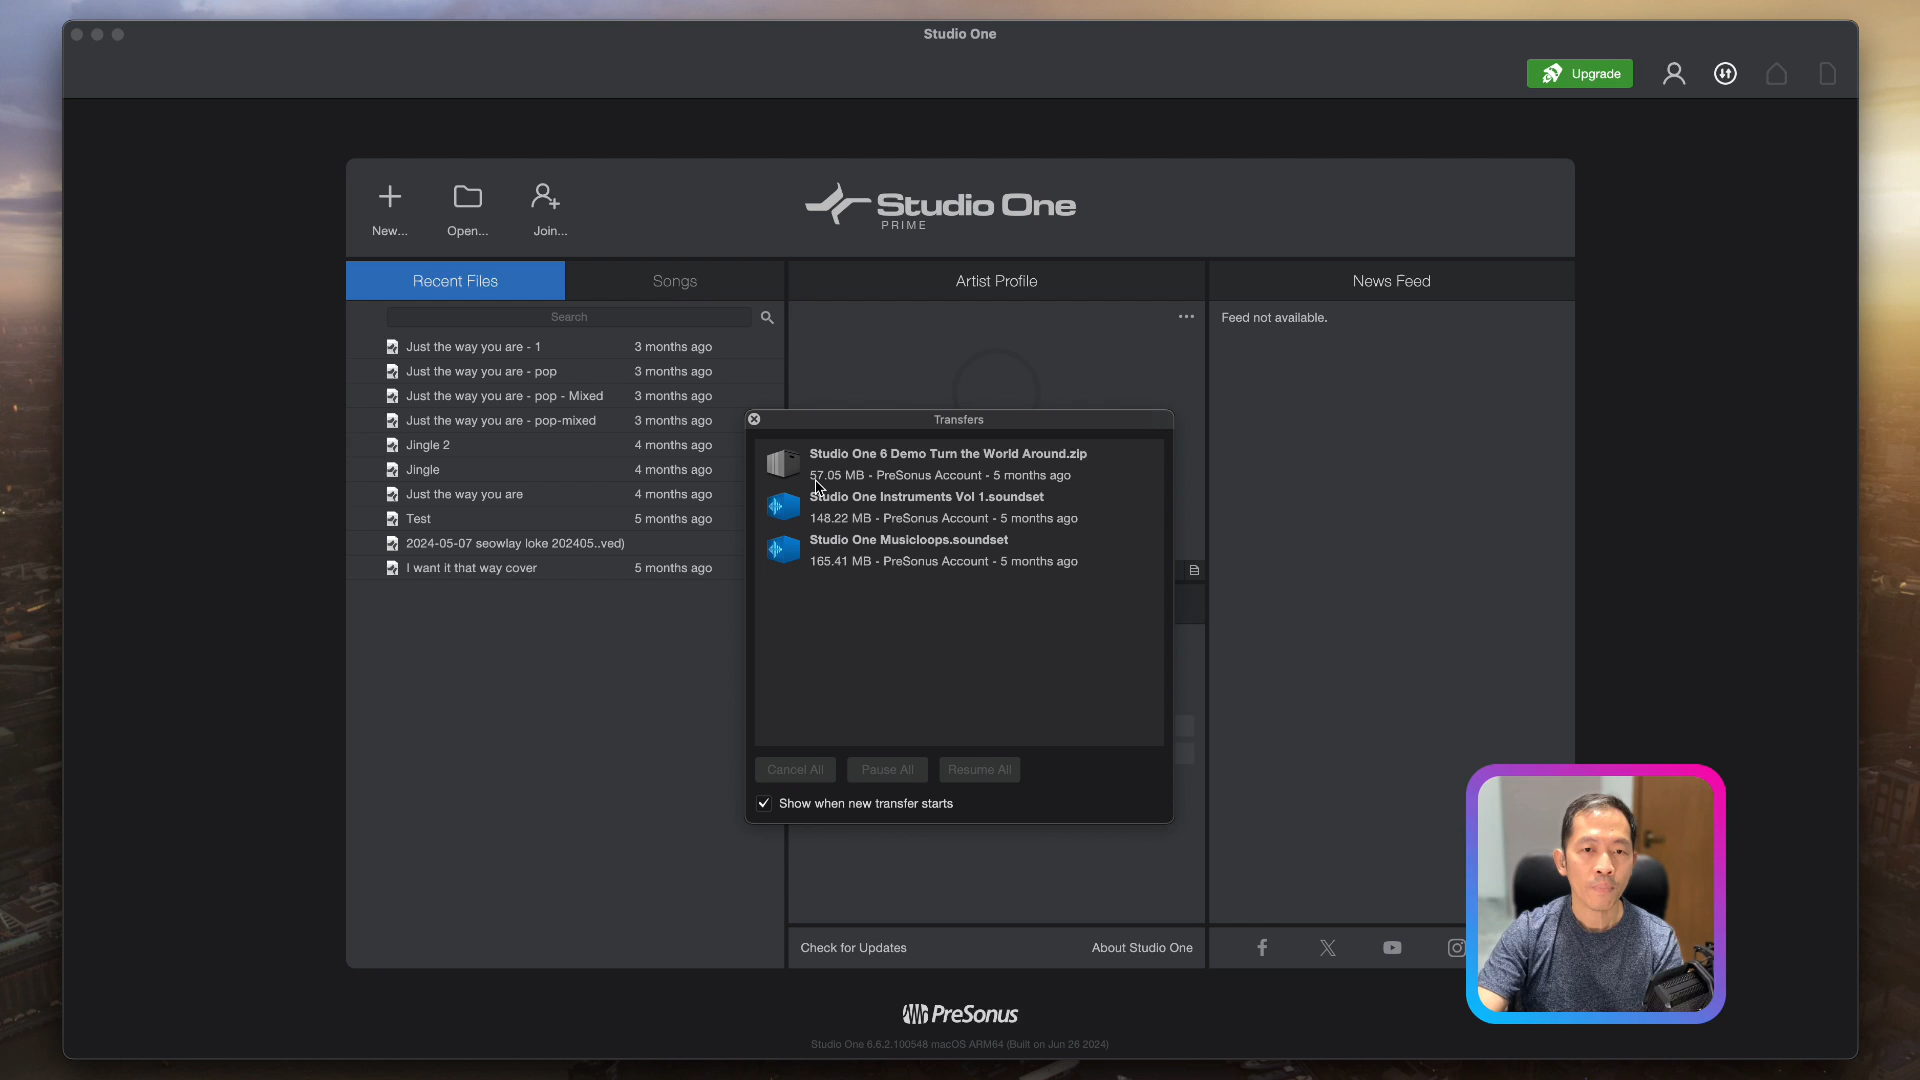 Studio One
Upgrade
New...
Open...
Join...
Studio One
PRIME
Recent Files
Songs
Artist Profile
News Feed
Search
Feed not available.
Just the way you are - 1
3 months ago
Just the way you are - pop
3 months ago
Just the way you are - pop - Mixed
3 months ago
Just the way you are - pop-mixed
3 months ago
Jingle 2
4 months ago
Jingle
4 months ago
Just the way you are
4 months ago
Test
5 months ago
2024-05-07 seowlay loke 202405..ved)
I want it that way cover
5 months ago
Transfers
Studio One 6 Demo Turn the World Around.zip
57.05 MB - PreSonus Account - 5 months ago
Studio One Instruments Vol 1.soundset
148.22 MB - PreSonus Account - 5 months ago
Studio One Musicloops.soundset
165.41 MB - PreSonus Account - 5 months ago
Cancel All
Pause All
Resume All
Show when new transfer starts
Check for Updates
About Studio One
PreSonus
Studio One 6.6.2.100548 macOS ARM64 (Built on Jun 26 2024)